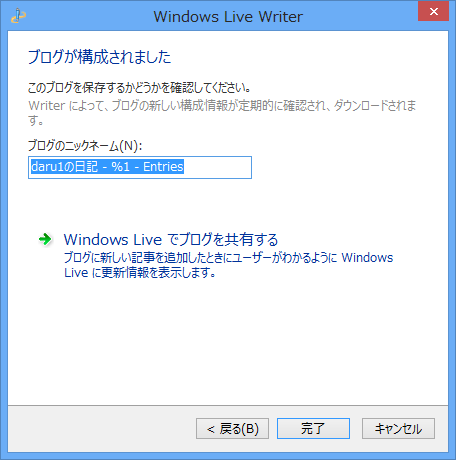 Windows Live Writer
ブログが構成されました
このブログを保存するかどうかを確認してください。
Writer によって、ブログの新しい構成情報が定期的に確認され、ダウンロードされま
す。
ブログのニックネーム(N):
daru1の日記 - %1 - Entries
Windows Live でブログを共有する
ブログに新しい記事を追加したときにユーザーがわかるように Windows
Live に更新情報を表示します。
< 戻る(B)
完了
キャンセル